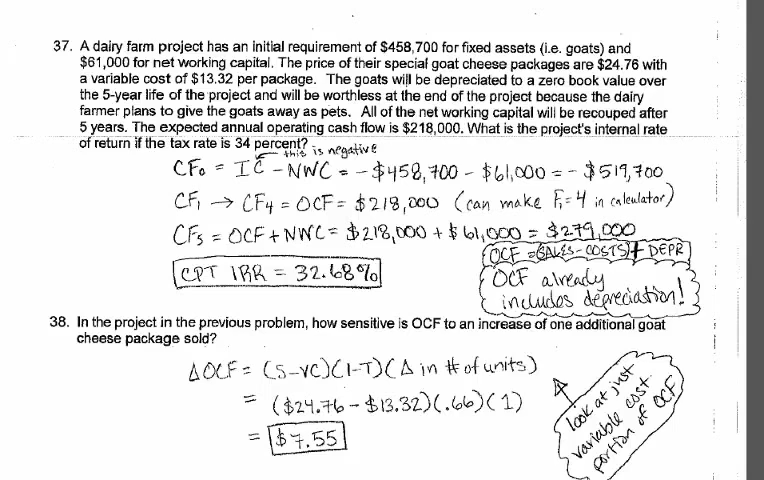 37. A dairy farm project has an initial requirement of $458,700 for fixed assets (i.e. goats) and
$61,000 for net working capital. The price of their special goat cheese packages are $24.76 with
a variable cost of $13.32 per package. The goats will be depreciated to a zero book value over
the 5-year life of the project and will be worthless at the end of the project because the dairy
farmer plans to give the goats away as pets. All of the net working capital will be recouped after
5 years. The expected annual operating cash flow is $218,000. What is the project's internal rate
of return if the tax rate is 34 percent?
this is negative
CF₀ = IC - NWC = -$458,700 - $61,000 = -$519,700
CF₁ → CF₄ = OCF = $218,000 (can make F₁=4 in calculator)
CF₅ = OCF + NWC = $218,000 + $61,000 = $279,000
OCF = (SALES - COSTS) + DEPR
CPT IRR = 32.68%
OCF already
includes depreciation!
38. In the project in the previous problem, how sensitive is OCF to an increase of one additional goat
cheese package sold?
ΔOCF = (S-VC)(1-T)(Δ in # of units)
= ($24.76 - $13.32)(.66)(1)
= $7.55
look at just
variable cost
portion of OCF